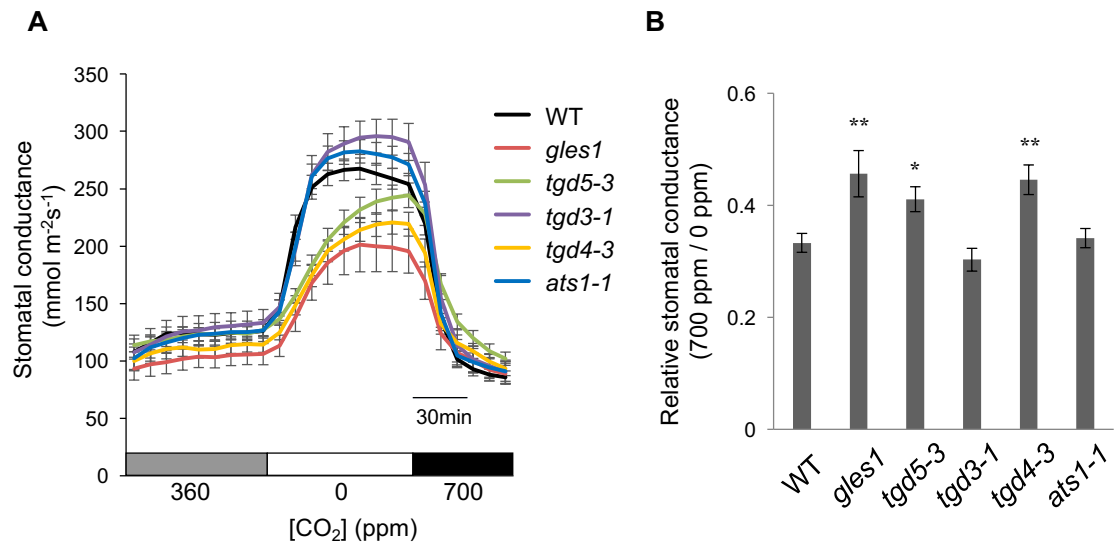 A
Stomatal conductance
(mmol m-2s-1)
350
300
250
200
150
100
50
0
WT
gles1
tgd5-3
tgd3-1
tgd4-3
ats1-1
30min
360
0
700
[CO2] (ppm)
B
Relative stomatal conductance
(700 ppm / 0 ppm)
0.6
0.4
0.2
0
**
*
**
WT
gles1
tgd5-3
tgd3-1
tgd4-3
ats1-1